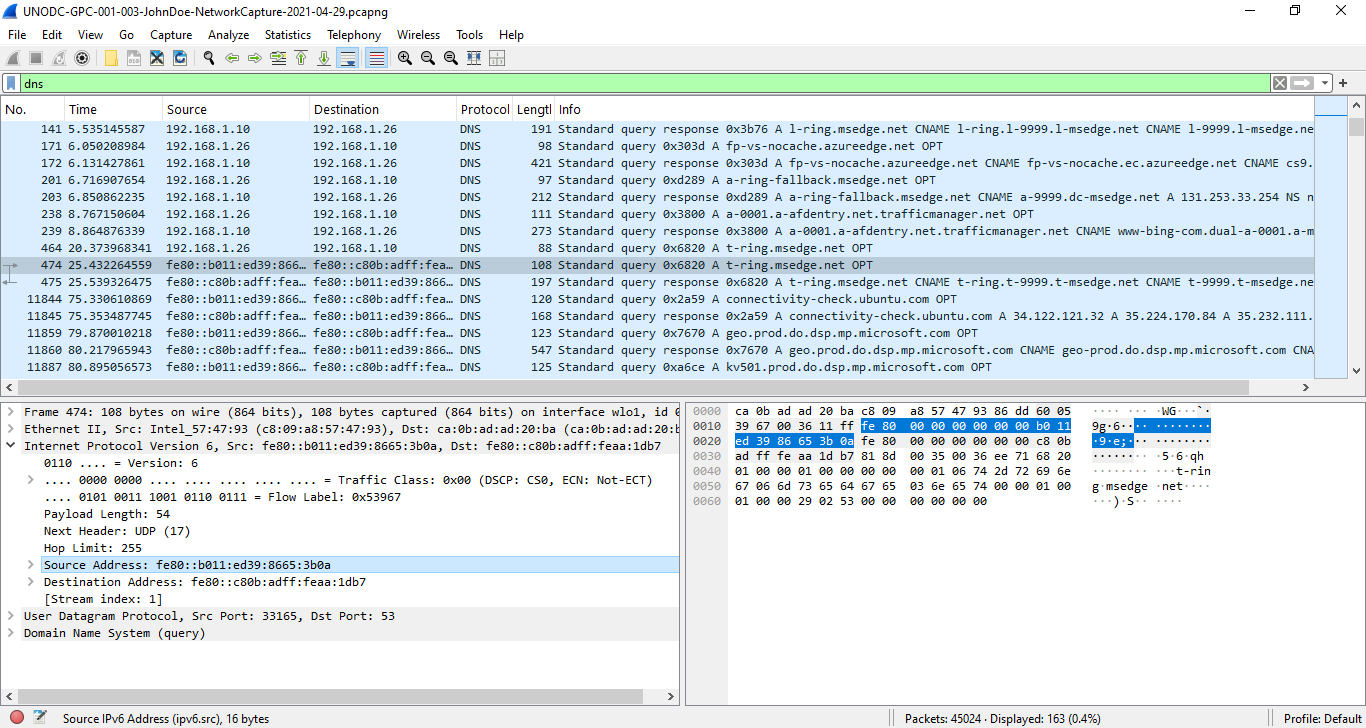 UNODC-GPC-001-003-JohnDoe-NetworkCapture-2021-04-29.pcapng
File Edit View Go Capture Analyze Statistics Telephony Wireless Tools Help
dns
No. Time Source Destination Protocol Lengtl Info
141 5.535145587 192.168.1.10 192.168.1.26 DNS 191 Standard query response 0x3b76 A l-ring.msedge.net CNAME l-ring.l-9999.l-msedge.net CNAME l-9999.l-msedge.ne
171 6.050208984 192.168.1.26 192.168.1.10 DNS 98 Standard query 0x303d A fp-vs-nocache.azureedge.net OPT
172 6.131427861 192.168.1.10 192.168.1.26 DNS 421 Standard query response 0x303d A fp-vs-nocache.azureedge.net CNAME fp-vs-nocache.ec.azureedge.net CNAME cs9.
201 6.716907654 192.168.1.26 192.168.1.10 DNS 97 Standard query 0xd289 A a-ring-fallback.msedge.net OPT
203 6.850862235 192.168.1.10 192.168.1.26 DNS 212 Standard query response 0xd289 A a-ring-fallback.msedge.net CNAME a-9999.dc-msedge.net A 131.253.33.254 NS n
238 8.767150604 192.168.1.26 192.168.1.10 DNS 111 Standard query 0x3800 A a-0001.a-afdentry.net.trafficmanager.net OPT
239 8.864876339 192.168.1.10 192.168.1.26 DNS 273 Standard query response 0x3800 A a-0001.a-afdentry.net.trafficmanager.net CNAME www-bing-com.dual-a-0001.a-m
464 20.373968341 192.168.1.26 192.168.1.10 DNS 88 Standard query 0x6820 A t-ring.msedge.net OPT
474 25.432264559 fe80::b011:ed39:866… fe80::c80b:adff:fea… DNS 108 Standard query 0x6820 A t-ring.msedge.net OPT
475 25.539326475 fe80::c80b:adff:fea… fe80::b011:ed39:866… DNS 197 Standard query response 0x6820 A t-ring.msedge.net CNAME t-ring.t-9999.t-msedge.net CNAME t-9999.t-msedge.ne
11844 75.330610869 fe80::b011:ed39:866… fe80::c80b:adff:fea… DNS 120 Standard query 0x2a59 A connectivity-check.ubuntu.com OPT
11845 75.353487745 fe80::c80b:adff:fea… fe80::b011:ed39:866… DNS 168 Standard query response 0x2a59 A connectivity-check.ubuntu.com A 34.122.121.32 A 35.224.170.84 A 35.232.111.
11859 79.870010218 fe80::b011:ed39:866… fe80::c80b:adff:fea… DNS 123 Standard query 0x7670 A geo.prod.do.dsp.mp.microsoft.com OPT
11860 80.217965943 fe80::c80b:adff:fea… fe80::b011:ed39:866… DNS 547 Standard query response 0x7670 A geo.prod.do.dsp.mp.microsoft.com CNAME geo-prod.do.dsp.mp.microsoft.com CNA
11887 80.895056573 fe80::b011:ed39:866… fe80::c80b:adff:fea… DNS 125 Standard query 0xa6ce A kv501.prod.do.dsp.mp.microsoft.com OPT
Frame 474: 108 bytes on wire (864 bits), 108 bytes captured (864 bits) on interface wlo1, id
Ethernet II, Src: Intel_57:47:93 (c8:09:a8:57:47:93), Dst: ca:0b:ad:ad:20:ba (ca:0b:ad:ad:20:b
Internet Protocol Version 6, Src: fe80::b011:ed39:8665:3b0a, Dst: fe80::c80b:adff:feaa:1db7
0110 .... = Version: 6
.... 0000 0000 .... .... .... .... .... = Traffic Class: 0x00 (DSCP: CS0, ECN: Not-ECT)
.... 0101 0011 1001 0110 0111 = Flow Label: 0x53967
Payload Length: 54
Next Header: UDP (17)
Hop Limit: 255
Source Address: fe80::b011:ed39:8665:3b0a
Destination Address: fe80::c80b:adff:feaa:1db7
[Stream index: 1]
User Datagram Protocol, Src Port: 33165, Dst Port: 53
Domain Name System (query)
0000 ca 0b ad ad 20 ba c8 09 a8 57 47 93 86 dd 60 05 ···· ··· ·WG···`·
0010 39 67 00 36 11 ff fe 80 00 00 00 00 00 00 b0 11 9g·6···· ········
0020 ed 39 86 65 3b 0a fe 80 00 00 00 00 00 00 c8 0b ·9·e;··· ········
0030 ad ff fe aa 1d b7 81 8d 00 35 00 36 ee 71 68 20 ········ ·5·6·qh
0040 01 00 00 01 00 00 00 00 00 01 06 74 2d 72 69 6e ········ ···t-rin
0050 67 06 6d 73 65 64 67 65 03 6e 65 74 00 00 01 00 g·msedge ·net····
0060 01 00 00 29 02 53 00 00 00 00 00 00 ···)·S·· ····
Source IPv6 Address (ipv6.src), 16 bytes
Packets: 45024 · Displayed: 163 (0.4%)
Profile: Default